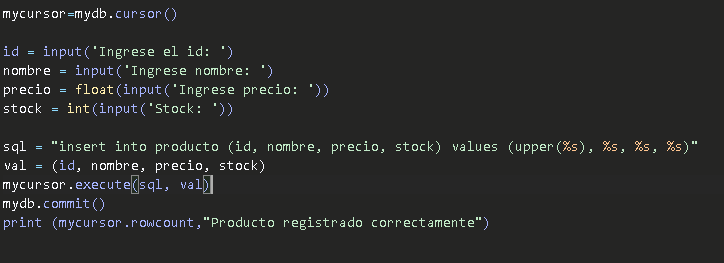 mycursor=mydb.cursor()
id = input('Ingrese el id: ')
nombre = input('Ingrese nombre: ')
precio = float(input('Ingrese precio: '))
stock = int(input('Stock: '))
sql = "insert into producto (id, nombre, precio, stock) values (upper(%s), %s, %s, %s)"
val = (id, nombre, precio, stock)
mycursor.execute(sql, val)
mydb.commit()
print (mycursor.rowcount,"Producto registrado correctamente")